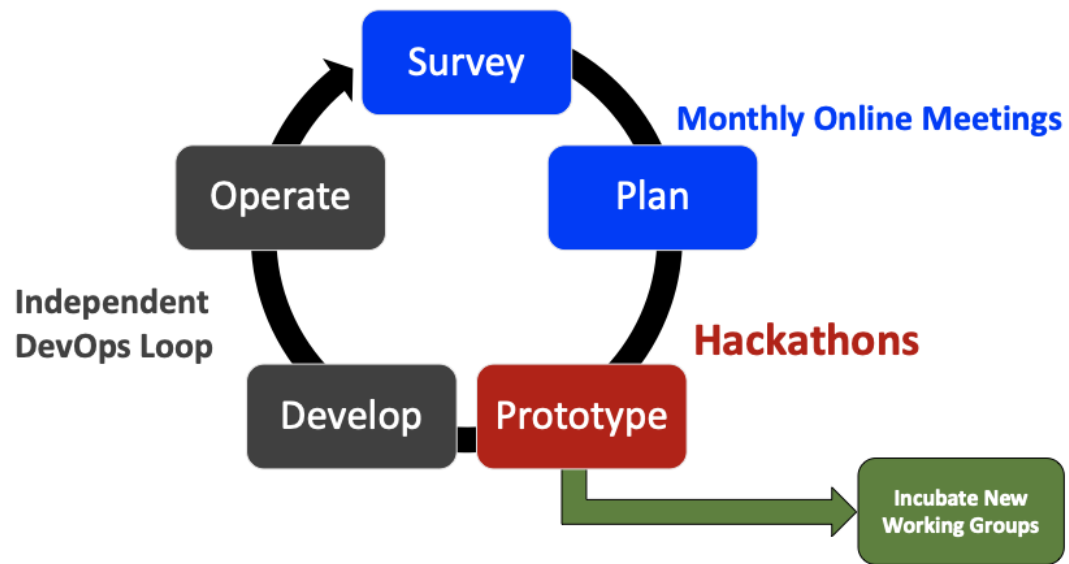 Survey
Monthly Online Meetings
Operate
Plan
Independent
DevOps Loop
Hackathons
Develop
Prototype
Incubate New
Working Groups